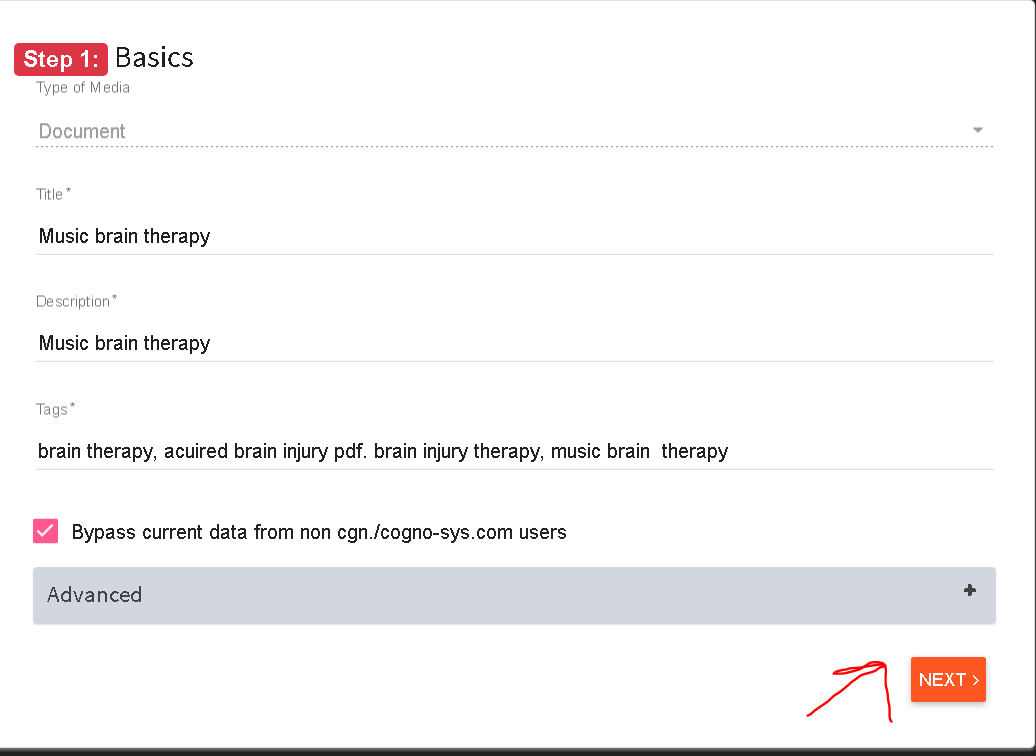 Step 1: Basics
Type of Media
Document
Title*
Music brain therapy
Description*
Music brain therapy
Tags*
brain therapy, acuired brain injury pdf. brain injury therapy, music brain  therapy
Bypass current data from non cgn./cogno-sys.com users
Advanced
NEXT >